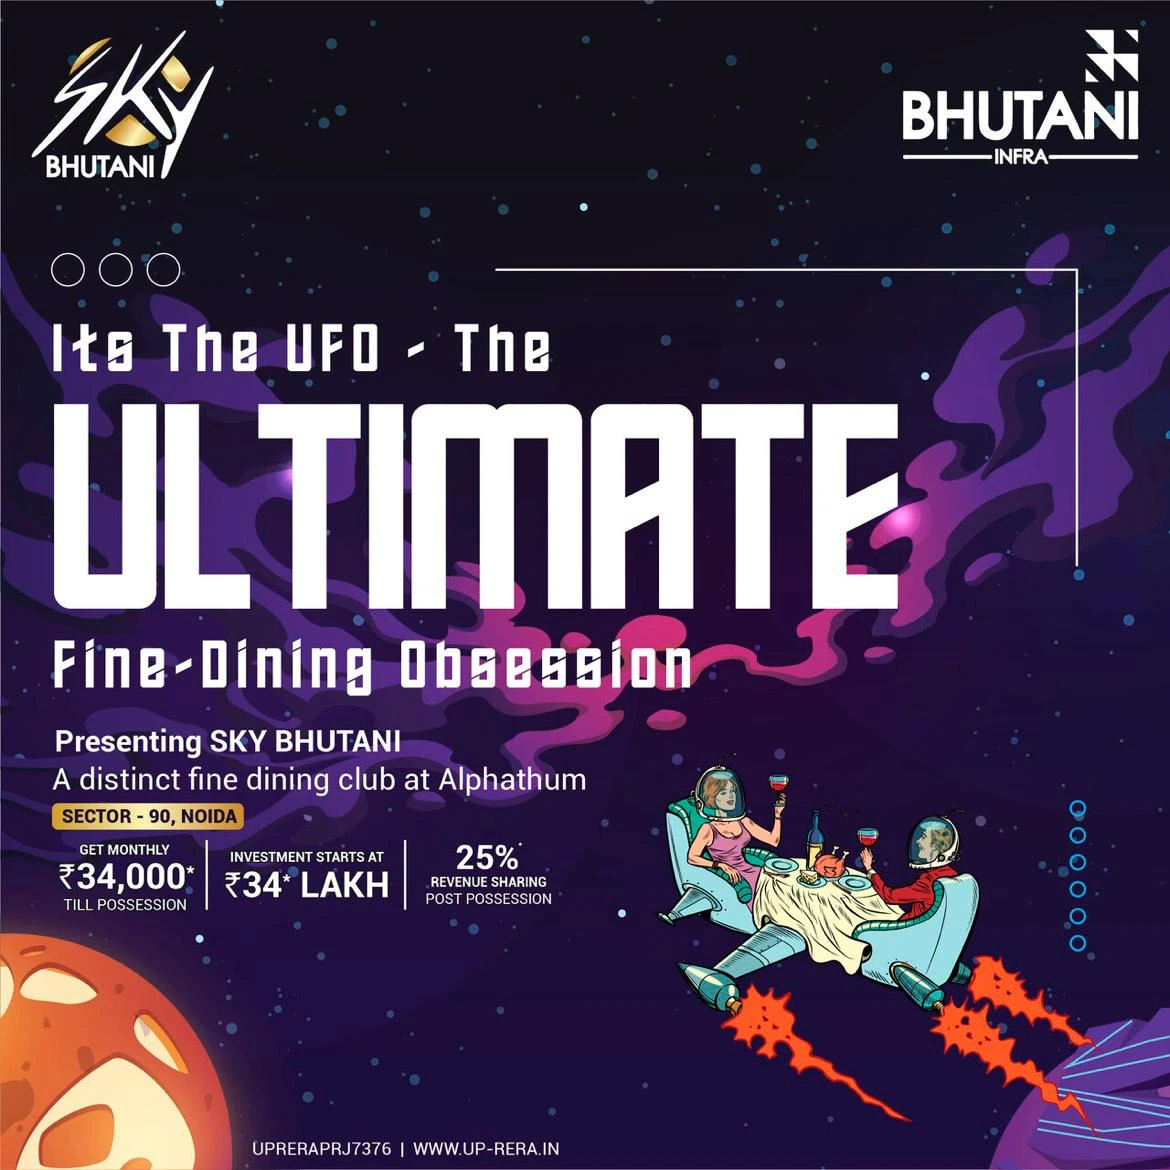 SKY
BHUTANI
BHUTANI
INFRA
Its The UFO - The
ULTIMATE
Fine-Dining Obsession
Presenting SKY BHUTANI
A distinct fine dining club at Alphathum
SECTOR - 90, NOIDA
GET MONTHLY
₹34,000*
TILL POSSESSION
INVESTMENT STARTS AT
₹34* LAKH
25%*
REVENUE SHARING
POST POSSESSION
UPRERAPRJ7376 | WWW.UP-RERA.IN